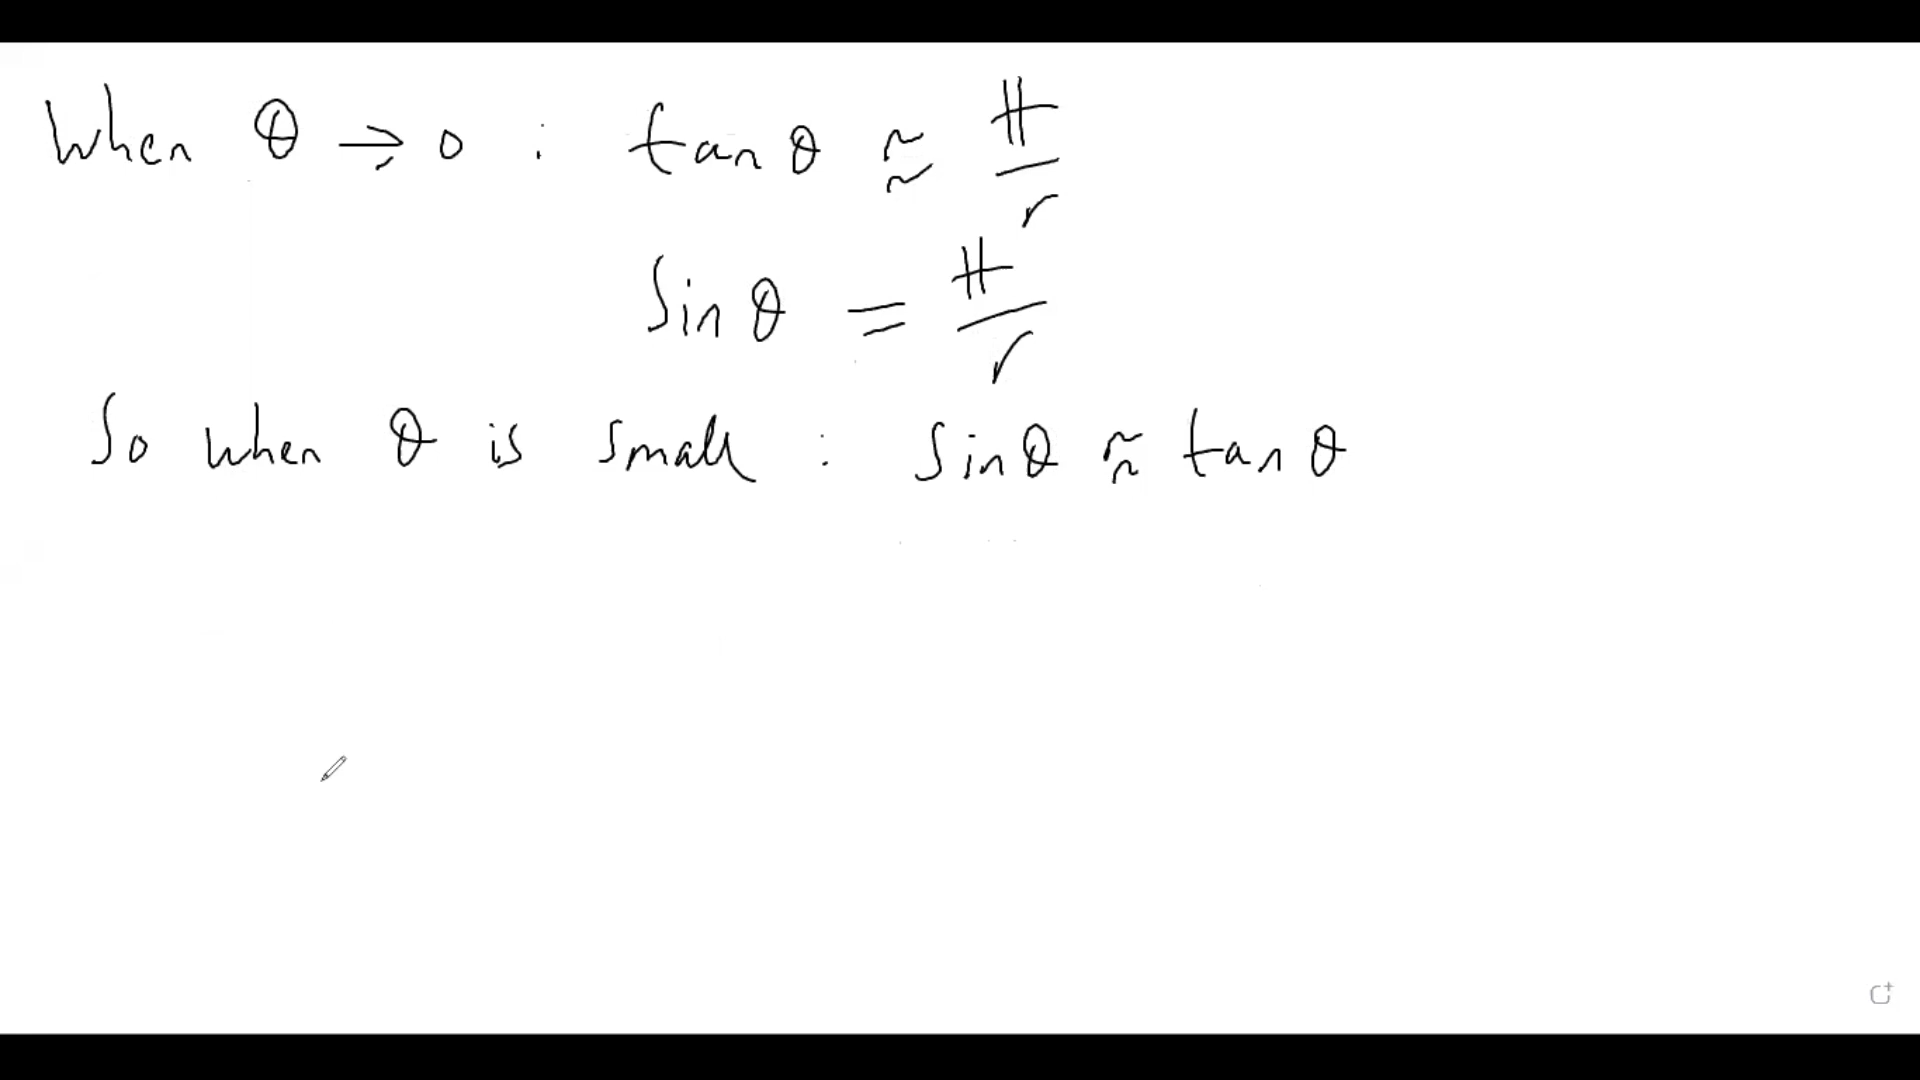 When θ → 0 : tan θ ≈ H/r
sin θ = H/r
So when θ is small : sin θ ≈ tan θ